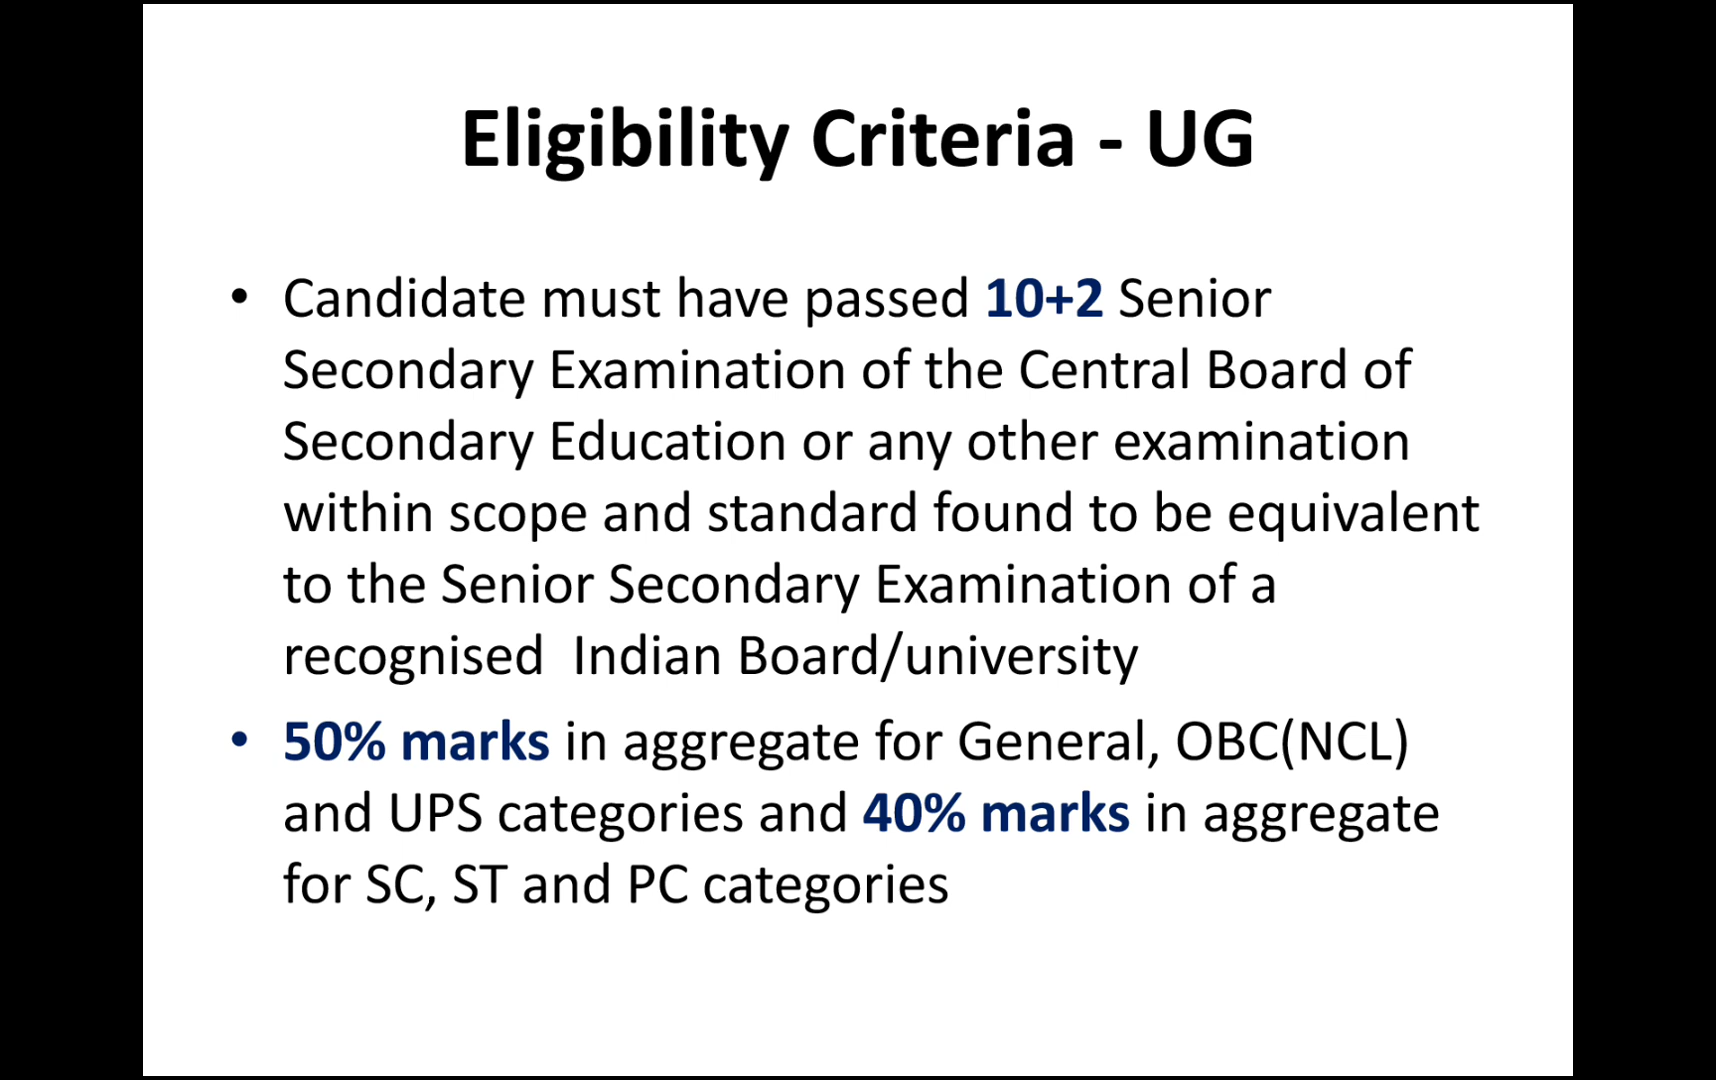 Eligibility Criteria - UG
• Candidate must have passed 10+2 Senior
Secondary Examination of the Central Board of
Secondary Education or any other examination
within scope and standard found to be equivalent
to the Senior Secondary Examination of a
recognised  Indian Board/university
• 50% marks in aggregate for General, OBC(NCL)
and UPS categories and 40% marks in aggregate
for SC, ST and PC categories